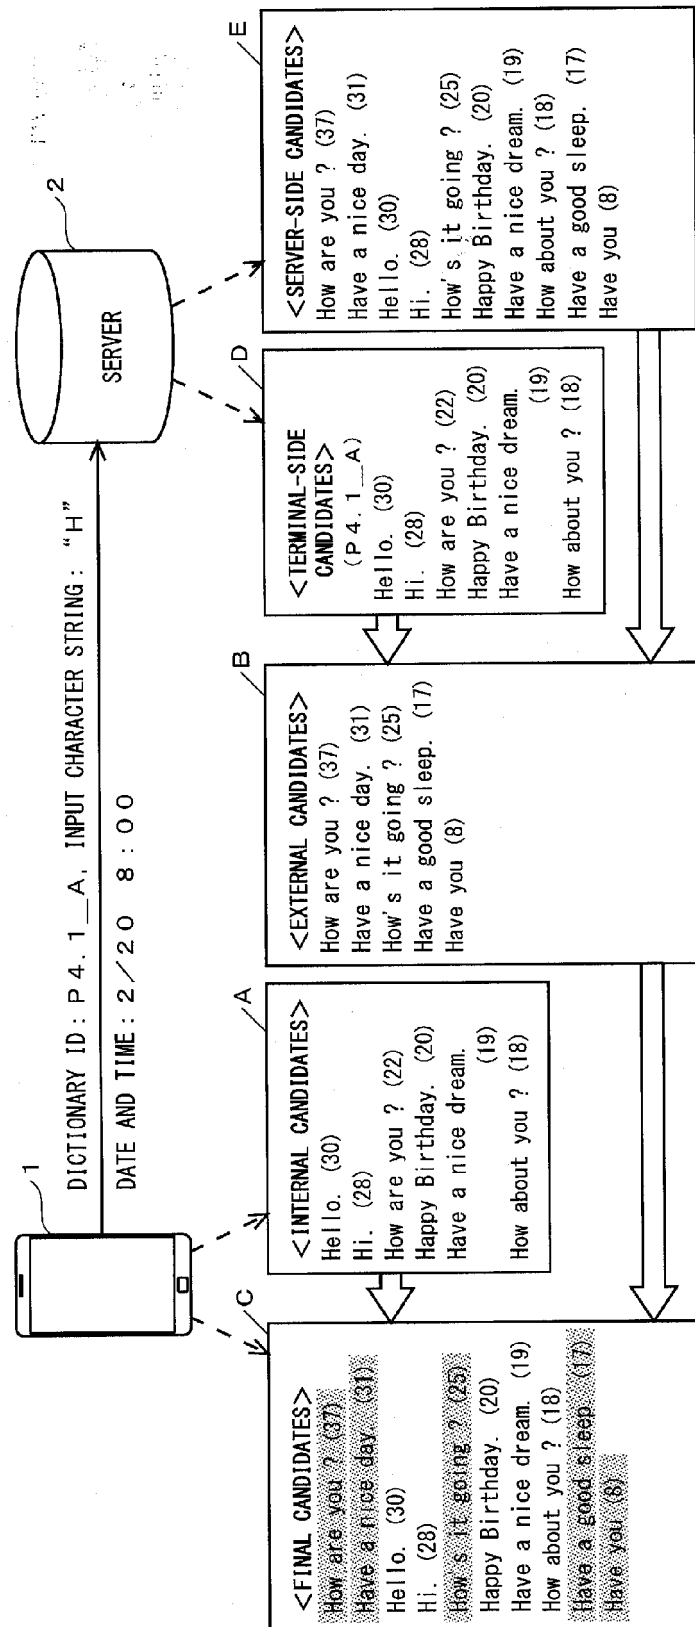 1
DICTIONARY ID : P4. 1__A, INPUT CHARACTER STRING : "H"
DATE AND TIME : 2/20 8 : 00
2
SERVER
C
<FINAL CANDIDATES>
How are you ? (37)
Have a nice day. (31)
Hello. (30)
Hi. (28)
How's it going ? (25)
Happy Birthday. (20)
Have a nice dream. (19)
How about you ? (18)
Have a good sleep. (17)
Have you (8)
A
<INTERNAL CANDIDATES>
Hello. (30)
Hi. (28)
How are you ? (22)
Happy Birthday. (20)
Have a nice dream.
(19)
How about you ? (18)
B
<EXTERNAL CANDIDATES>
How are you ? (37)
Have a nice day. (31)
How's it going ? (25)
Have a good sleep. (17)
Have you (8)
D
<TERMINAL-SIDE
CANDIDATES>
(P4. 1__A)
Hello. (30)
Hi. (28)
How are you ? (22)
Happy Birthday. (20)
Have a nice dream.
(19)
How about you ? (18)
E
<SERVER-SIDE CANDIDATES>
How are you ? (37)
Have a nice day. (31)
Hello. (30)
Hi. (28)
How's it going ? (25)
Happy Birthday. (20)
Have a nice dream. (19)
How about you ? (18)
Have a good sleep. (17)
Have you (8)